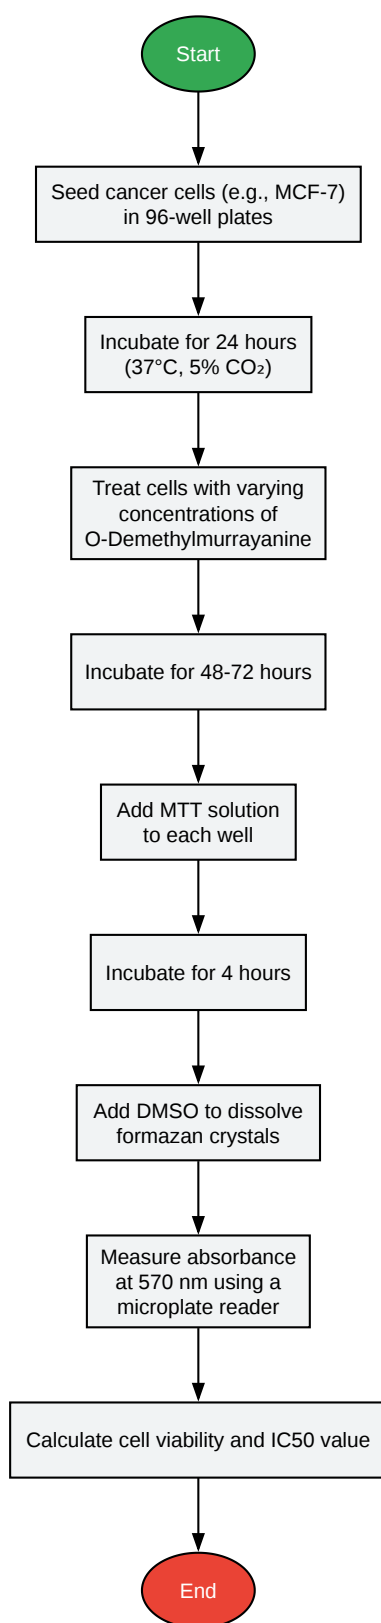 Start
Seed cancer cells (e.g., MCF-7)
in 96-well plates
Incubate for 24 hours
(37°C, 5% CO₂)
Treat cells with varying
concentrations of
O-Demethylmurrayanine
Incubate for 48-72 hours
Add MTT solution
to each well
Incubate for 4 hours
Add DMSO to dissolve
formazan crystals
Measure absorbance
at 570 nm using a
microplate reader
Calculate cell viability and IC50 value
End